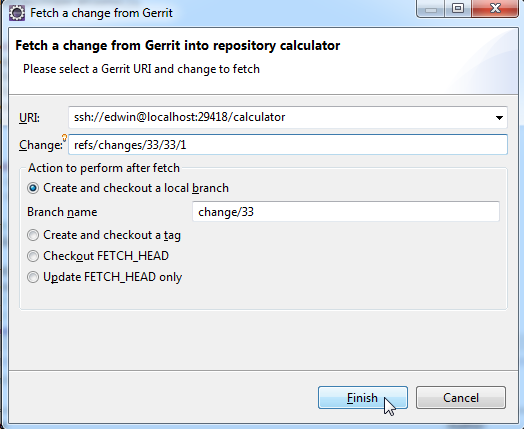 Fetch a change from Gerrit
Fetch a change from Gerrit into repository calculator
Please select a Gerrit URI and change to fetch
URI: ssh://edwin@localhost:29418/calculator
Change: refs/changes/33/33/1
Action to perform after fetch
Create and checkout a local branch
Branch name change/33
Create and checkout a tag
Checkout FETCH_HEAD
Update FETCH_HEAD only
Finish Cancel